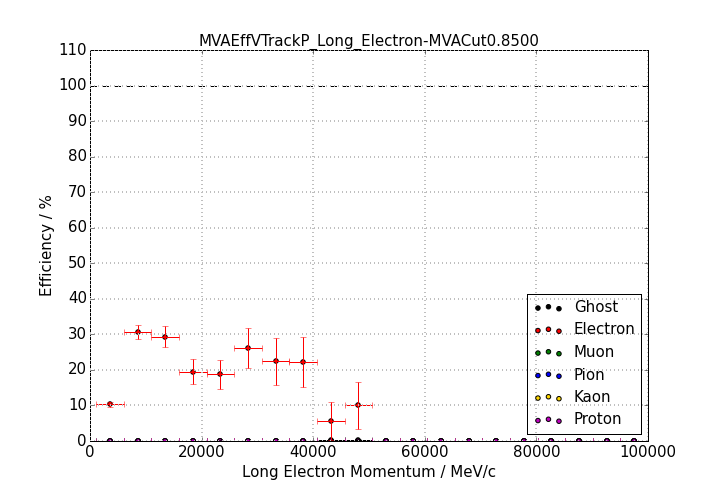 MVAEffVTrackP_Long_Electron-MVACut0.8500
110
100
90
80
70
60
50
40
30
20
10
0
Efficiency / %
Ghost
Electron
Muon
Pion
Kaon
Proton
0 20000 40000 60000 80000 100000
Long Electron Momentum / MeV/c